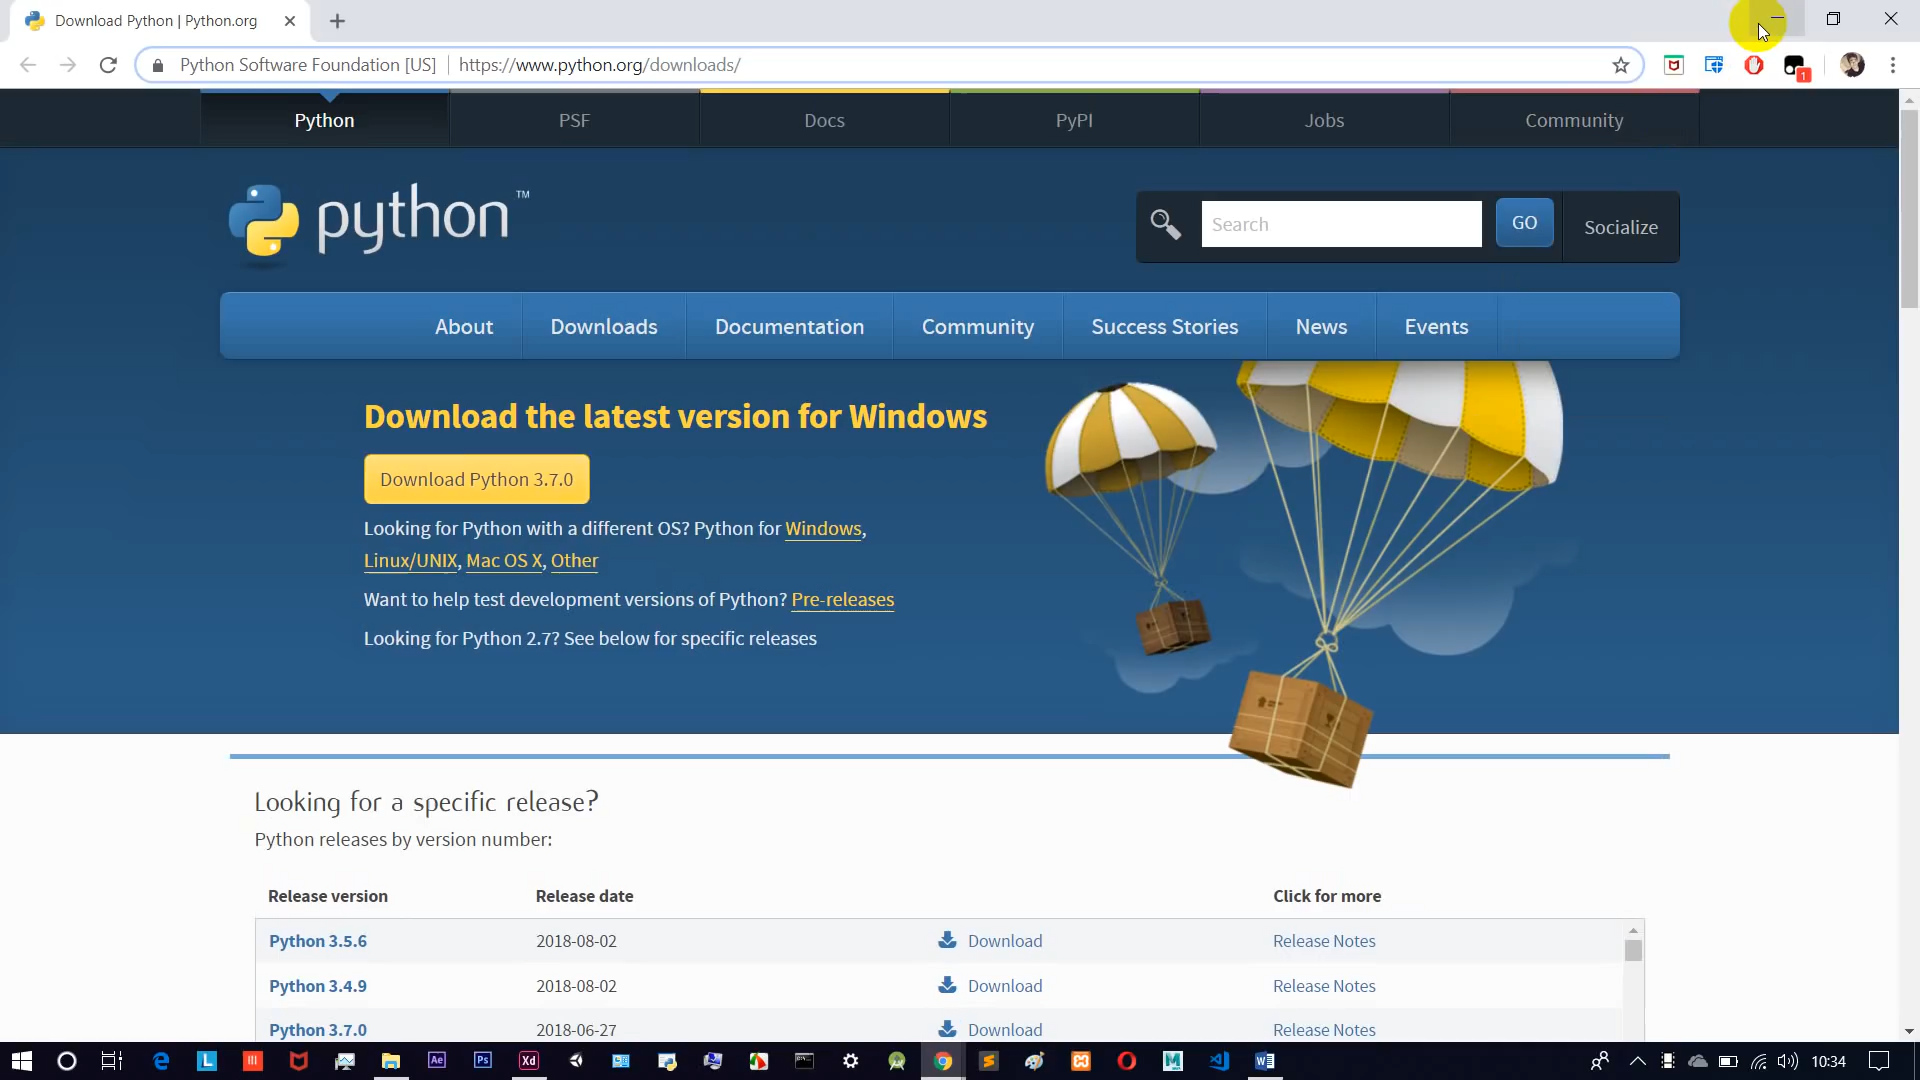 Download Python | Python.org
Python Software Foundation [US] | https://www.python.org/downloads/
1
Python PSF Docs PyPI Jobs Community
python™
Search GO Socialize
About Downloads Documentation Community Success Stories News Events
Download the latest version for Windows
Download Python 3.7.0
Looking for Python with a different OS? Python for Windows,
Linux/UNIX, Mac OS X, Other
Want to help test development versions of Python? Pre-releases
Looking for Python 2.7? See below for specific releases
Looking for a specific release?
Python releases by version number:
Release version Release date Click for more
Python 3.5.6 2018-08-02 Download Release Notes
Python 3.4.9 2018-08-02 Download Release Notes
Python 3.7.0 2018-06-27 Download Release Notes
L Ae Ps Xd 10:34